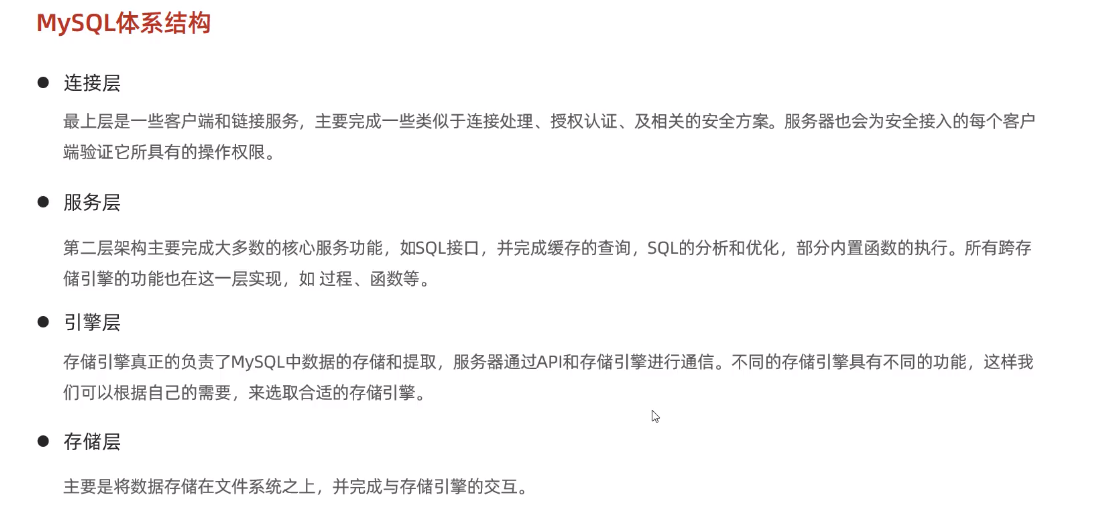 MySQL体系结构
● 连接层
最上层是一些客户端和链接服务，主要完成一些类似于连接处理、授权认证、及相关的安全方案。服务器也会为安全接入的每个客户
端验证它所具有的操作权限。
● 服务层
第二层架构主要完成大多数的核心服务功能，如SQL接口，并完成缓存的查询，SQL的分析和优化，部分内置函数的执行。所有跨存
储引擎的功能也在这一层实现，如 过程、函数等。
● 引擎层
存储引擎真正的负责了MySQL中数据的存储和提取，服务器通过API和存储引擎进行通信。不同的存储引擎具有不同的功能，这样我
们可以根据自己的需要，来选取合适的存储引擎。
● 存储层
主要是将数据存储在文件系统之上，并完成与存储引擎的交互。